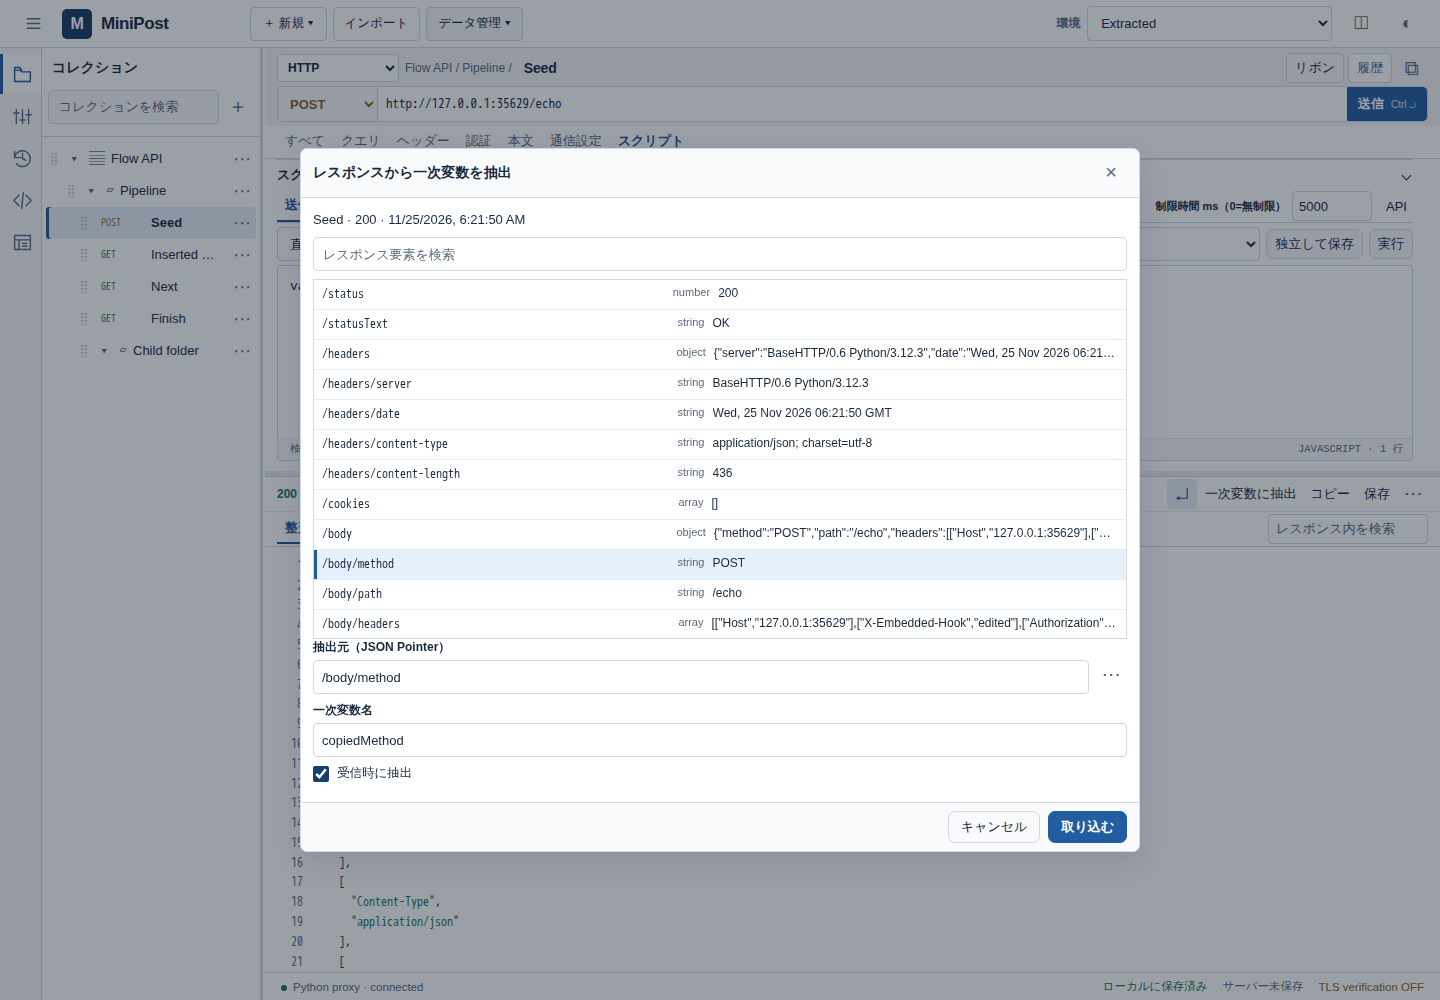 M MiniPost ＋ 新規 ▾ インポート データ管理 ▾ 環境 Extracted
コレクション HTTP Flow API / Pipeline / Seed リボン 履歴
コレクションを検索 + POST http://127.0.0.1:35629/echo 送信 Ctrl
すべて クエリ ヘッダー 認証 本文 通信設定 スクリプト
Flow API ···
Pipeline ···
POST Seed ···
GET Inserted … ···
GET Next ···
GET Finish ···
Child folder ···
制限時間 ms（0=無制限） 5000 API
独立して保存 実行
JAVASCRIPT · 1 行
200 一次変数に抽出 コピー 保存 ···
レスポンス内を検索
レスポンスから一次変数を抽出 ×
Seed · 200 · 11/25/2026, 6:21:50 AM
レスポンス要素を検索
/status number 200
/statusText string OK
/headers object {"server":"BaseHTTP/0.6 Python/3.12.3","date":"Wed, 25 Nov 2026 06:21…
/headers/server string BaseHTTP/0.6 Python/3.12.3
/headers/date string Wed, 25 Nov 2026 06:21:50 GMT
/headers/content-type string application/json; charset=utf-8
/headers/content-length string 436
/cookies array []
/body object {"method":"POST","path":"/echo","headers":[["Host","127.0.0.1:35629"],["…
/body/method string POST
/body/path string /echo
/body/headers array [["Host","127.0.0.1:35629"],["X-Embedded-Hook","edited"],["Authorization"…
抽出元（JSON Pointer）
/body/method ···
一次変数名
copiedMethod
受信時に抽出
キャンセル 取り込む
16 ],
17 [
18 "Content-Type",
19 "application/json"
20 ],
21 [
Python proxy · connected ローカルに保存済み サーバー未保存 TLS verification OFF